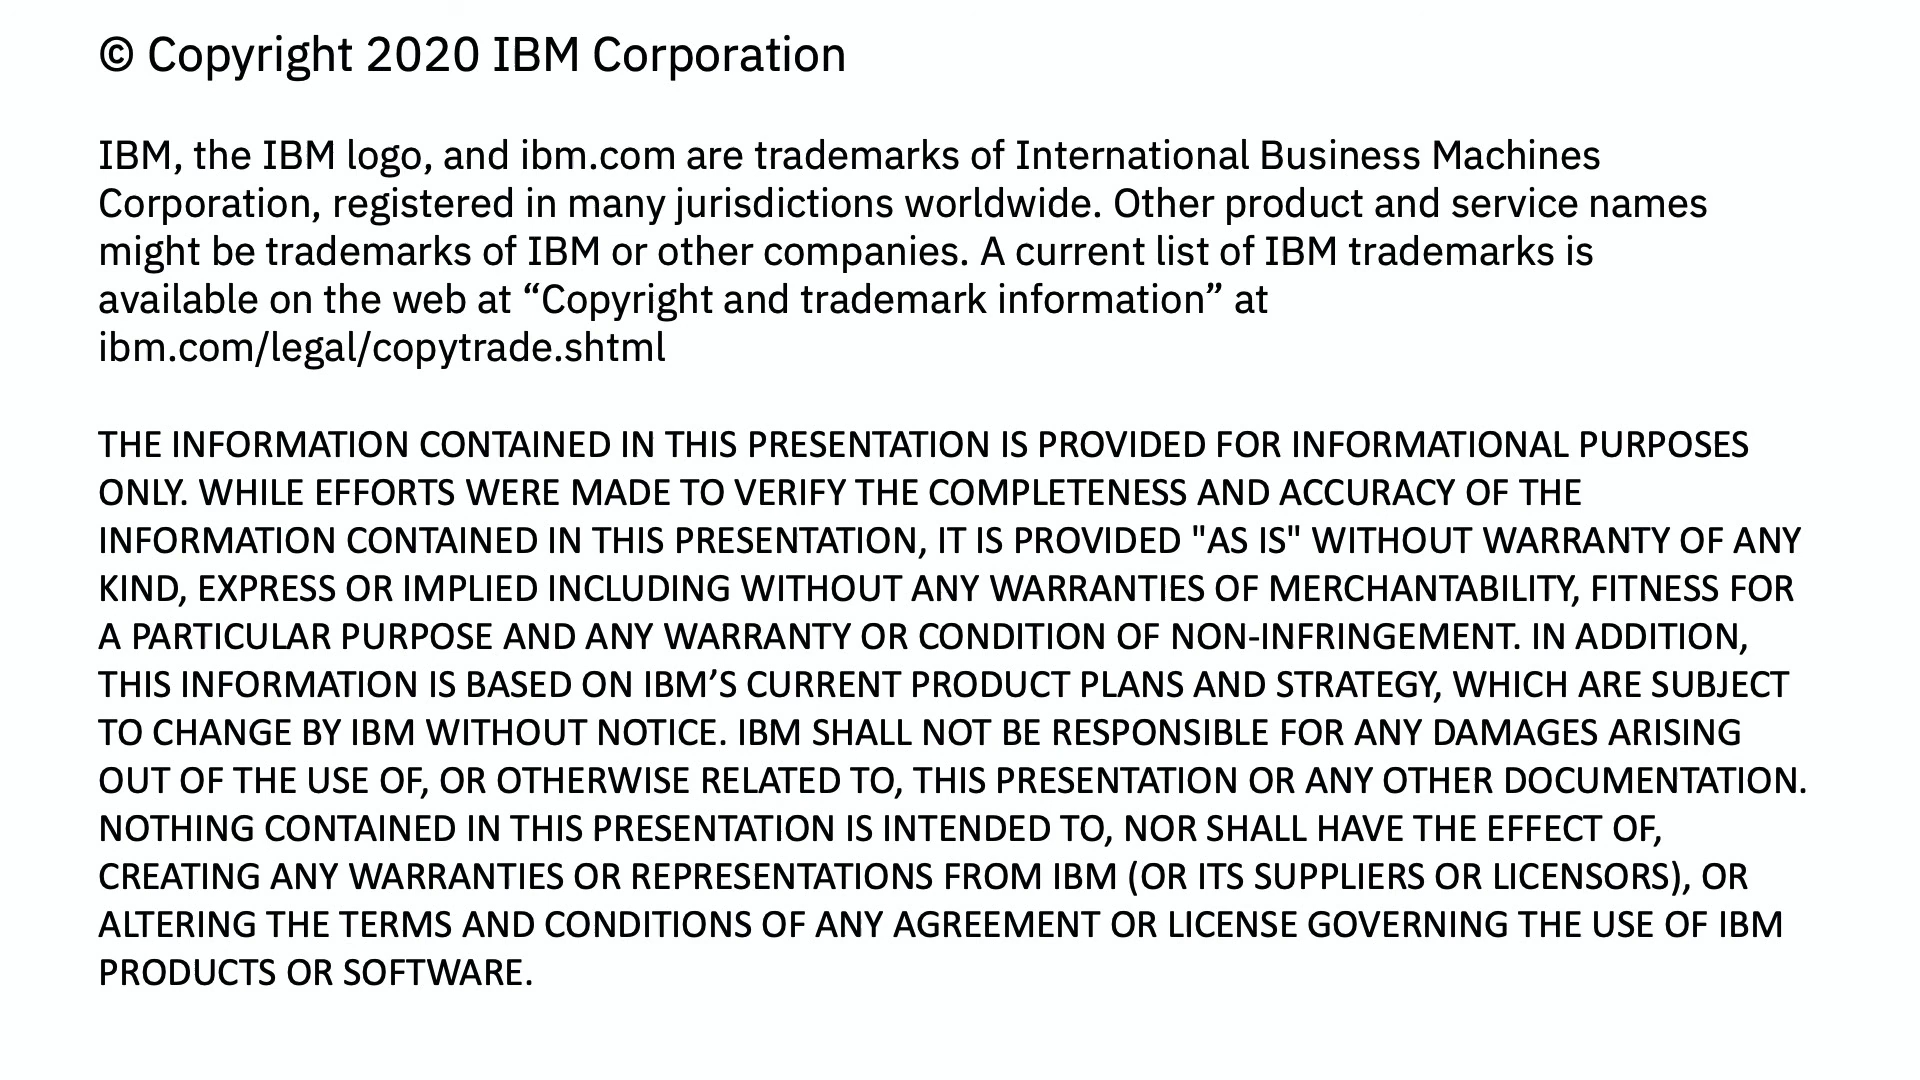 © Copyright 2020 IBM Corporation
IBM, the IBM logo, and ibm.com are trademarks of International Business Machines
Corporation, registered in many jurisdictions worldwide. Other product and service names
might be trademarks of IBM or other companies. A current list of IBM trademarks is
available on the web at “Copyright and trademark information” at
ibm.com/legal/copytrade.shtml
THE INFORMATION CONTAINED IN THIS PRESENTATION IS PROVIDED FOR INFORMATIONAL PURPOSES
ONLY. WHILE EFFORTS WERE MADE TO VERIFY THE COMPLETENESS AND ACCURACY OF THE
INFORMATION CONTAINED IN THIS PRESENTATION, IT IS PROVIDED "AS IS" WITHOUT WARRANTY OF ANY
KIND, EXPRESS OR IMPLIED INCLUDING WITHOUT ANY WARRANTIES OF MERCHANTABILITY, FITNESS FOR
A PARTICULAR PURPOSE AND ANY WARRANTY OR CONDITION OF NON-INFRINGEMENT. IN ADDITION,
THIS INFORMATION IS BASED ON IBM’S CURRENT PRODUCT PLANS AND STRATEGY, WHICH ARE SUBJECT
TO CHANGE BY IBM WITHOUT NOTICE. IBM SHALL NOT BE RESPONSIBLE FOR ANY DAMAGES ARISING
OUT OF THE USE OF, OR OTHERWISE RELATED TO, THIS PRESENTATION OR ANY OTHER DOCUMENTATION.
NOTHING CONTAINED IN THIS PRESENTATION IS INTENDED TO, NOR SHALL HAVE THE EFFECT OF,
CREATING ANY WARRANTIES OR REPRESENTATIONS FROM IBM (OR ITS SUPPLIERS OR LICENSORS), OR
ALTERING THE TERMS AND CONDITIONS OF ANY AGREEMENT OR LICENSE GOVERNING THE USE OF IBM
PRODUCTS OR SOFTWARE.